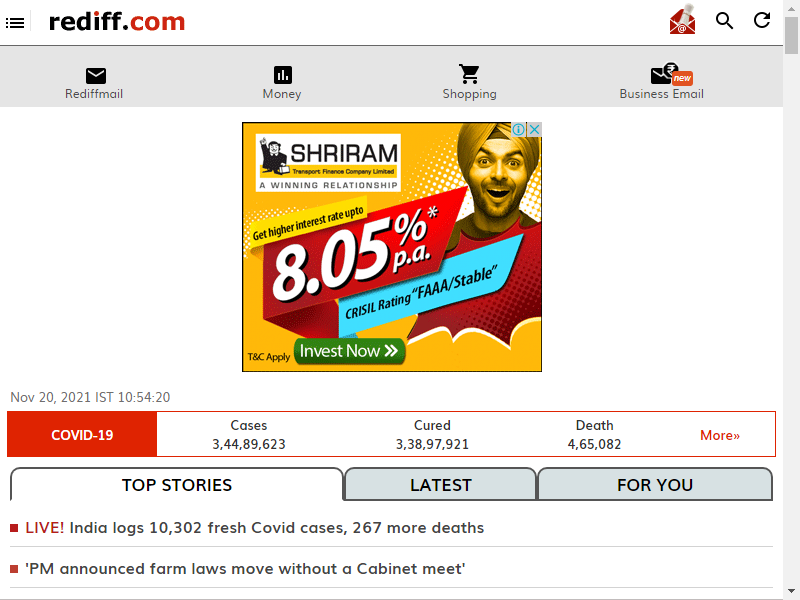 rediff.com
@
Rediffmail
Money
Shopping
₹
new
Business Email
SHRIRAM
Transport Finance Company Limited
A WINNING RELATIONSHIP
Get higher interest rate upto
8.05%*
p.a.
CRISIL Rating "FAAA/Stable"
T&C Apply
Invest Now »
Nov 20, 2021 IST 10:54:20
COVID-19
Cases
3,44,89,623
Cured
3,38,97,921
Death
4,65,082
More»
TOP STORIES
LATEST
FOR YOU
LIVE! India logs 10,302 fresh Covid cases, 267 more deaths
'PM announced farm laws move without a Cabinet meet'